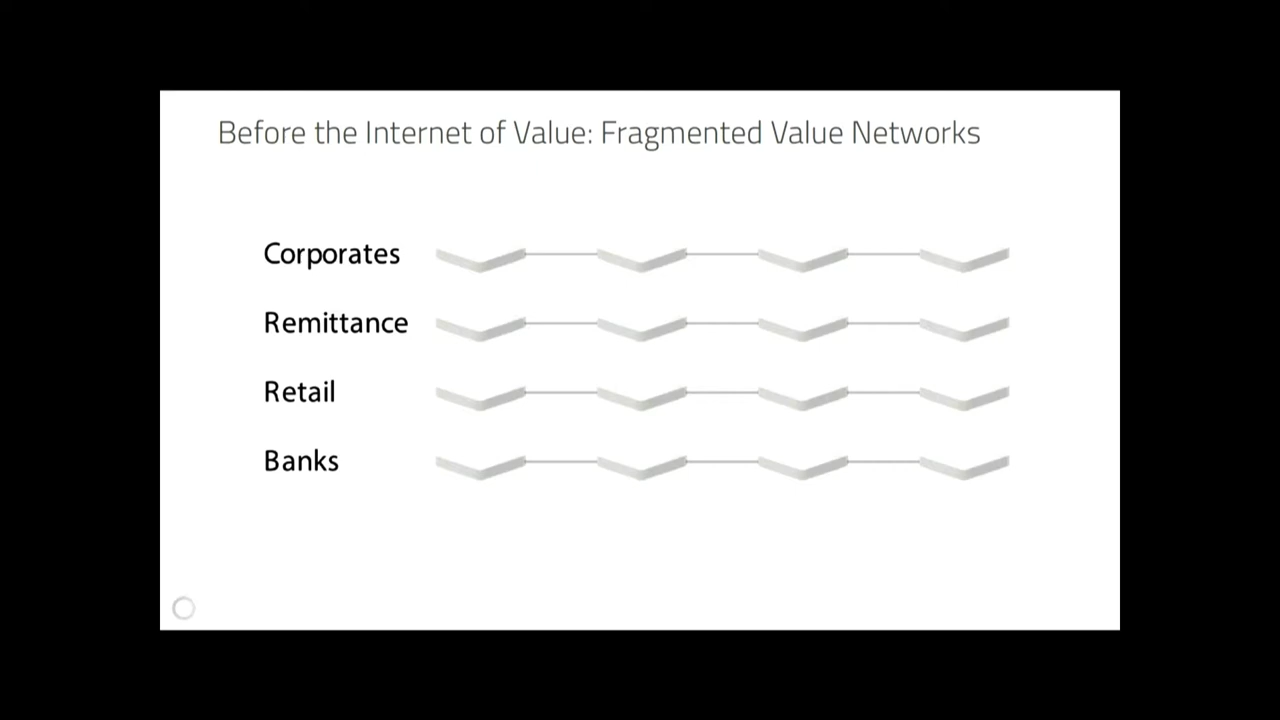 Before the Internet of Value: Fragmented Value Networks
Corporates
Remittance
Retail
Banks